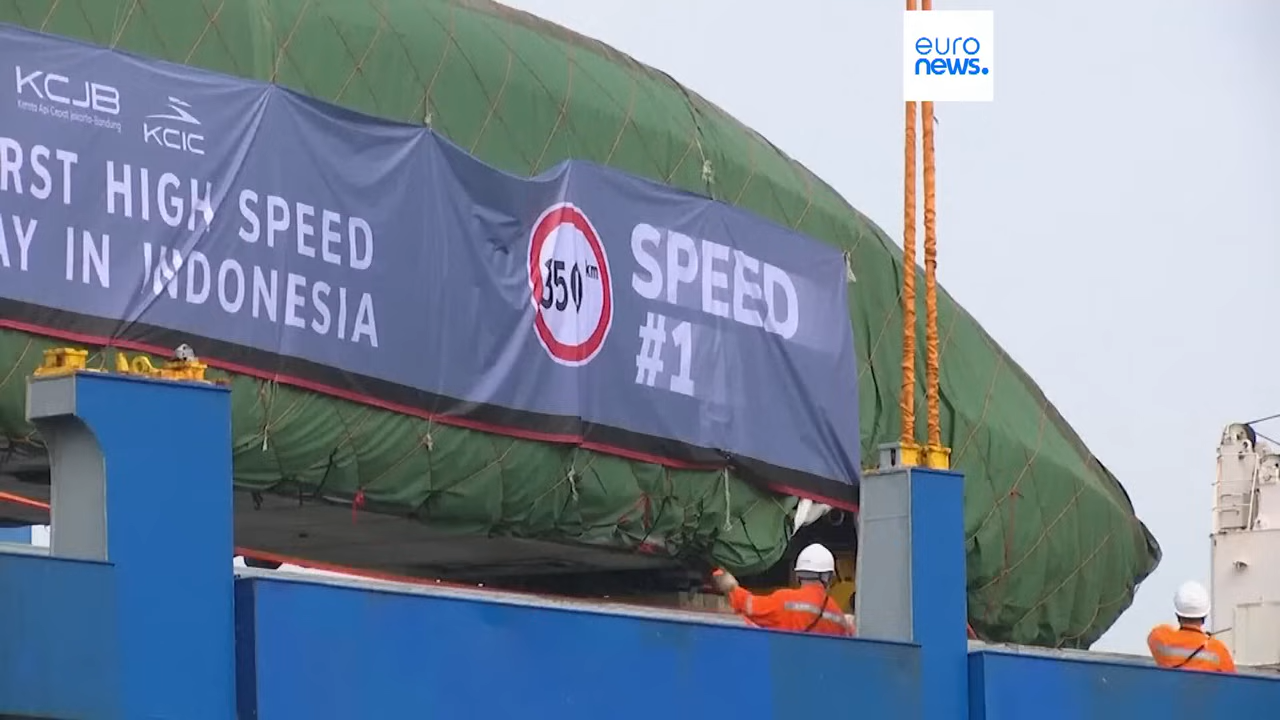 euro
news.
KCJB
Kereta Api Cepat Jakarta-Bandung
KCIC
RST HIGH SPEED
AY IN INDONESIA
350 km
SPEED
#1